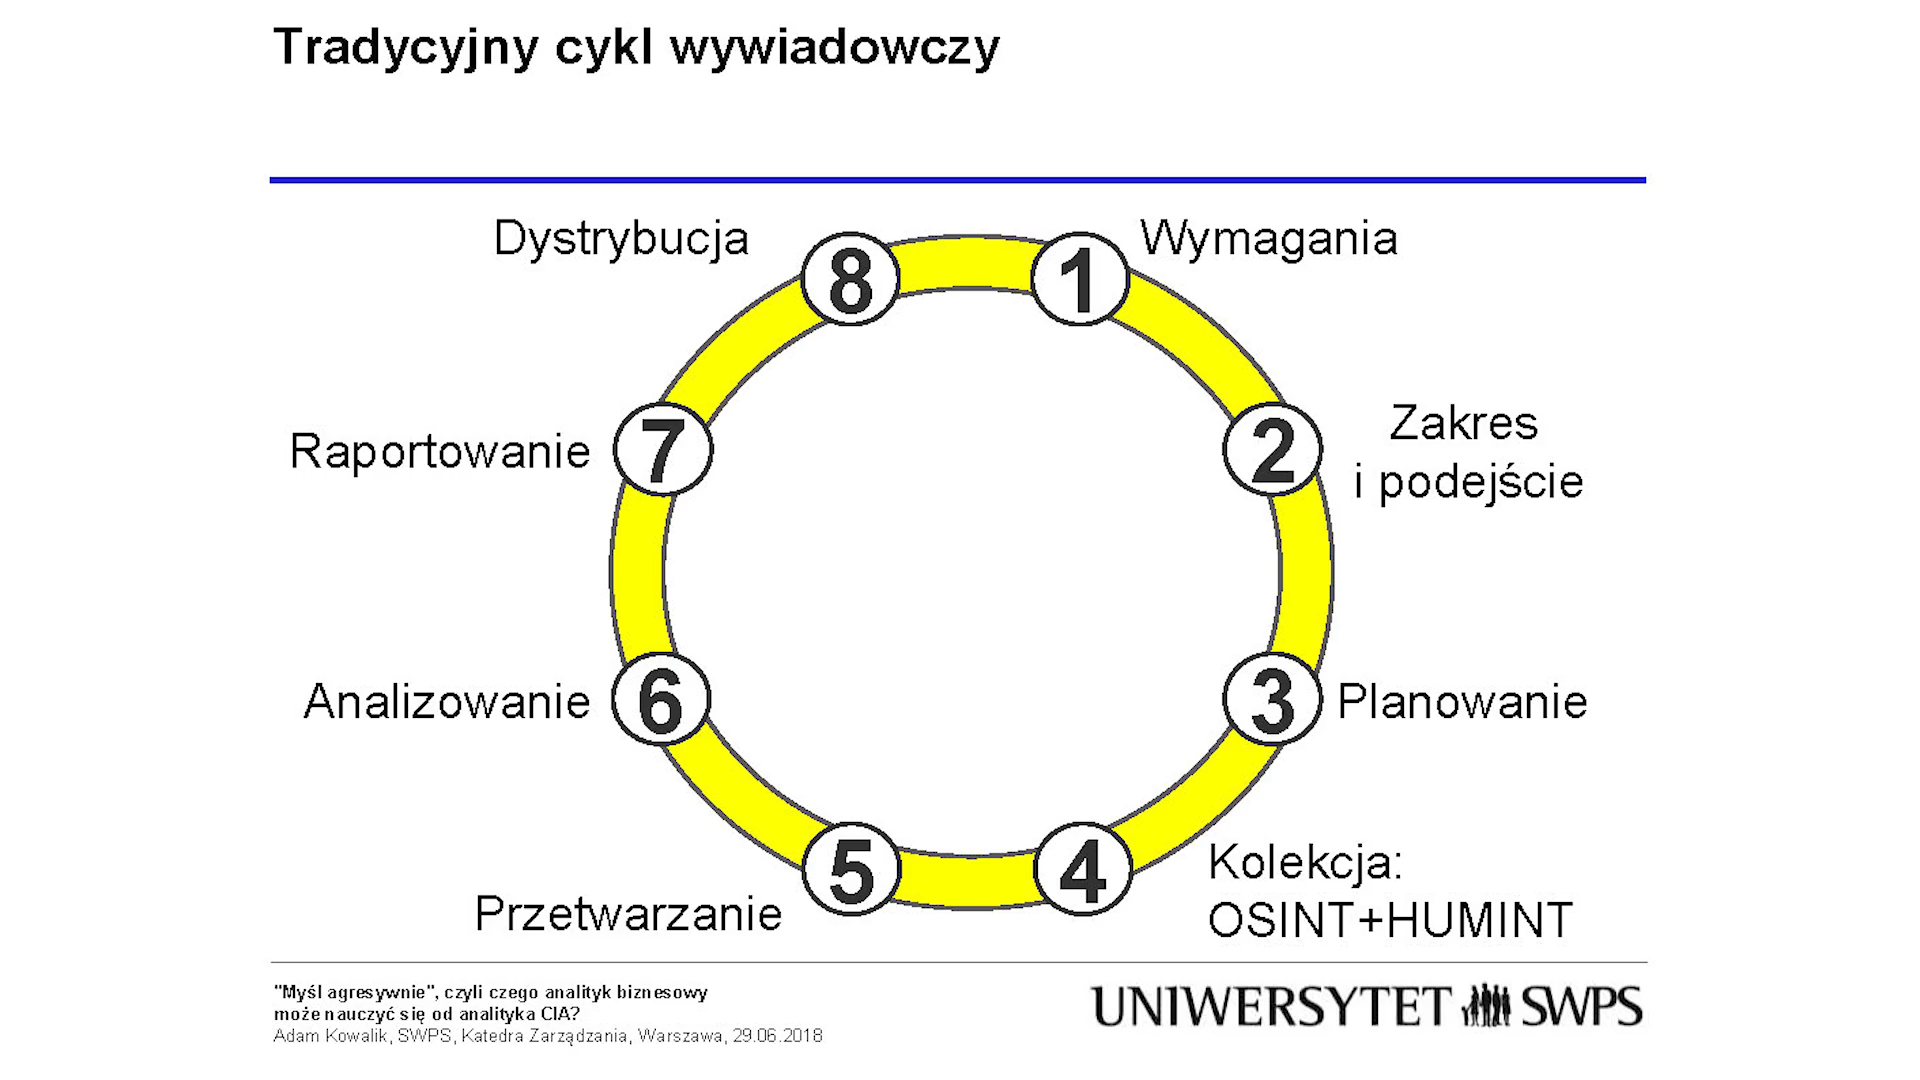 Tradycyjny cykl wywiadowczy
Dystrybucja
8
1
Wymagania
Raportowanie
7
2
Zakres
i podejście
Analizowanie
6
3
Planowanie
Przetwarzanie
5
4
Kolekcja:
OSINT+HUMINT
"Myśl agresywnie", czyli czego analityk biznesowy
może nauczyć się od analityka CIA?
Adam Kowalik, SWPS, Katedra Zarządzania, Warszawa, 29.06.2018
UNIWERSYTET SWPS